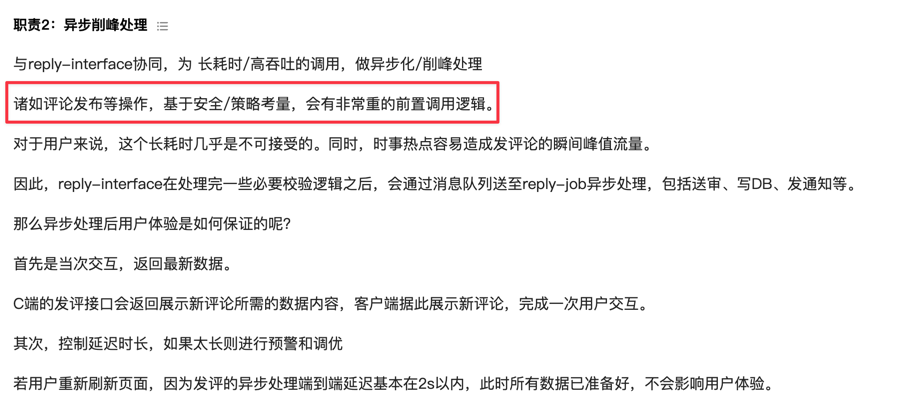 职责2：异步削峰处理
与reply-interface协同，为 长耗时/高吞吐的调用，做异步化/削峰处理
诸如评论发布等操作，基于安全/策略考量，会有非常重的前置调用逻辑。
对于用户来说，这个长耗时几乎是不可接受的。同时，时事热点容易造成发评论的瞬间峰值流量。
因此，reply-interface在处理完一些必要校验逻辑之后，会通过消息队列送至reply-job异步处理，包括送审、写DB、发通知等。
那么异步处理后用户体验是如何保证的呢？
首先是当次交互，返回最新数据。
C端的发评接口会返回展示新评论所需的数据内容，客户端据此展示新评论，完成一次用户交互。
其次，控制延迟时长，如果太长则进行预警和调优
若用户重新刷新页面，因为发评的异步处理端到端延迟基本在2s以内，此时所有数据已准备好，不会影响用户体验。